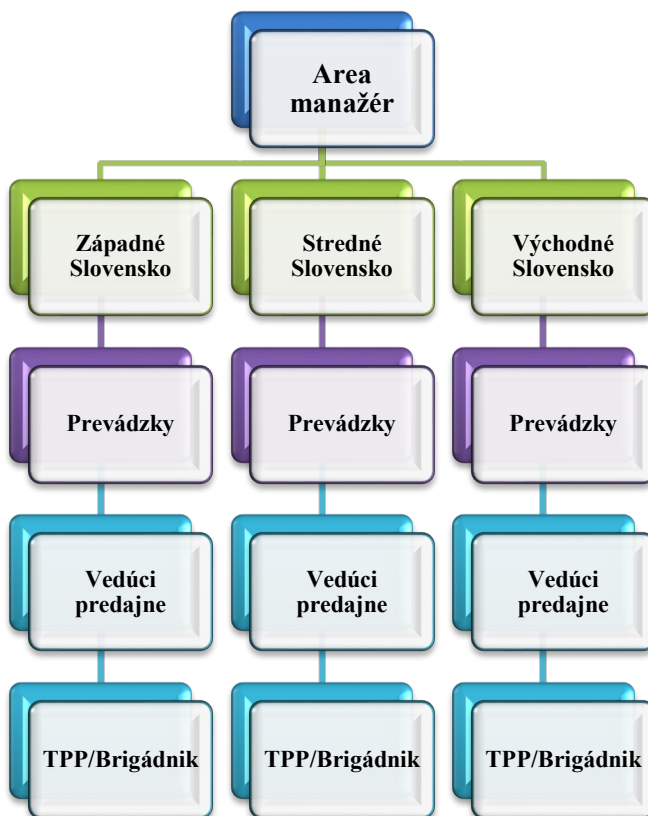 Area
manažér
Západné
Slovensko
Stredné
Slovensko
Východné
Slovensko
Prevádzky
Prevádzky
Prevádzky
Vedúci
predajne
Vedúci
predajne
Vedúci
predajne
TPP/Brigádnik
TPP/Brigádnik
TPP/Brigádnik